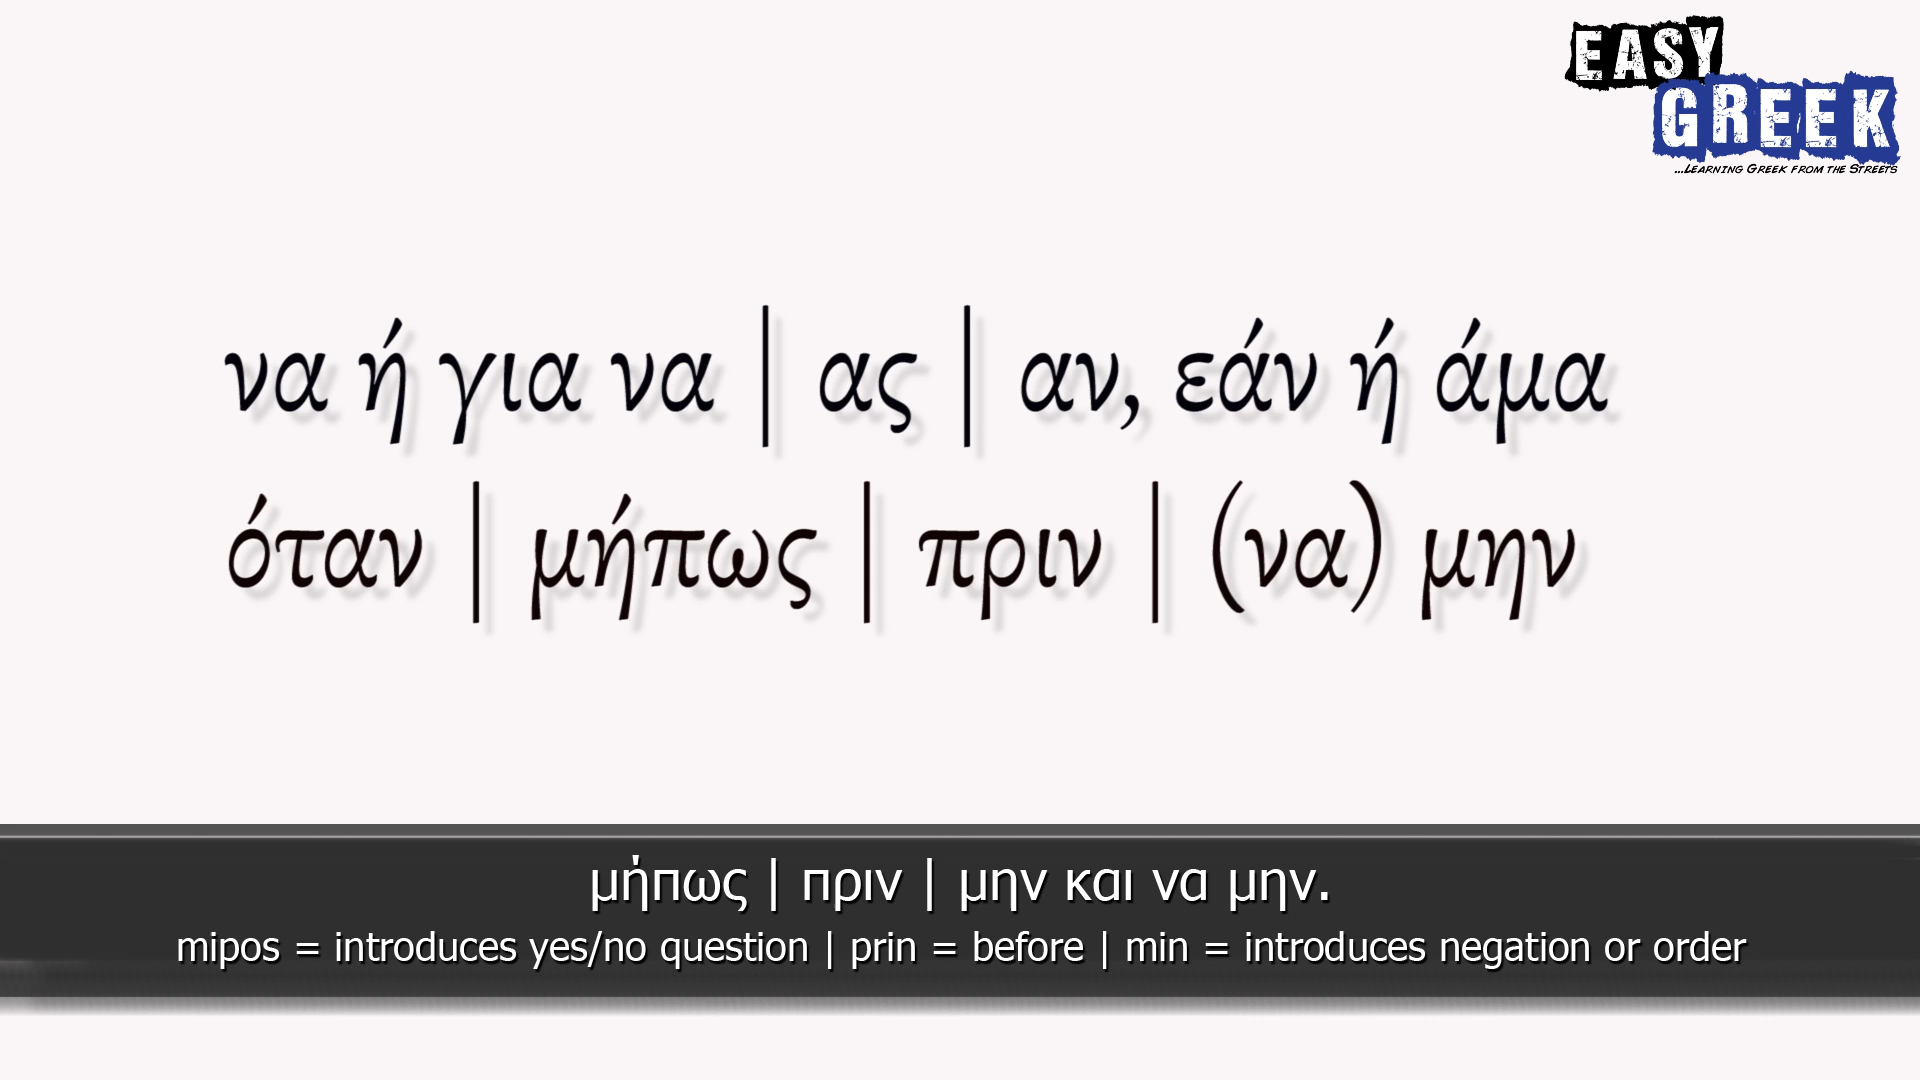 EASY
GREEK
...LEARNING GREEK FROM THE STREETS
να ή για να | ας | αν, εάν ή άμα
όταν | μήπως | πριν | (να) μην
μήπως | πριν | μην και να μην.
mipos = introduces yes/no question | prin = before | min = introduces negation or order